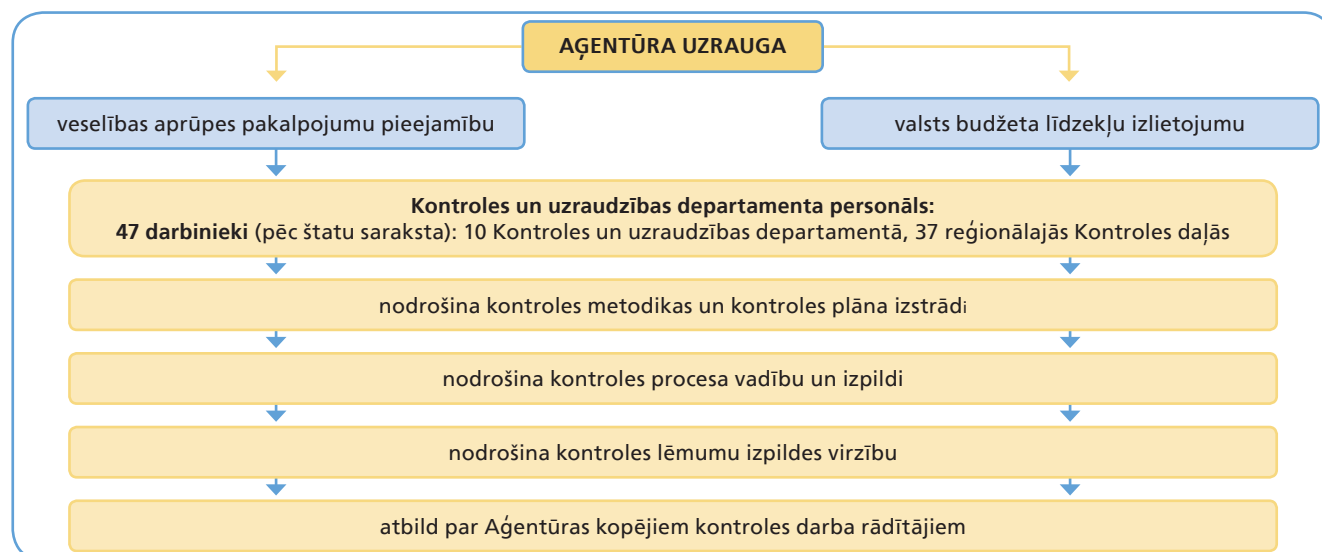 AĢENTŪRA UZRAUGA
veselības aprūpes pakalpojumu pieejamību
valsts budžeta līdzekļu izlietojumu
Kontroles un uzraudzības departamenta personāls:
47 darbinieki (pēc štatu saraksta): 10 Kontroles un uzraudzības departamentā, 37 reģionālajās Kontroles daļās
nodrošina kontroles metodikas un kontroles plāna izstrādi
nodrošina kontroles procesa vadību un izpildi
nodrošina kontroles lēmumu izpildes virzību
atbild par Aģentūras kopējiem kontroles darba rādītājiem